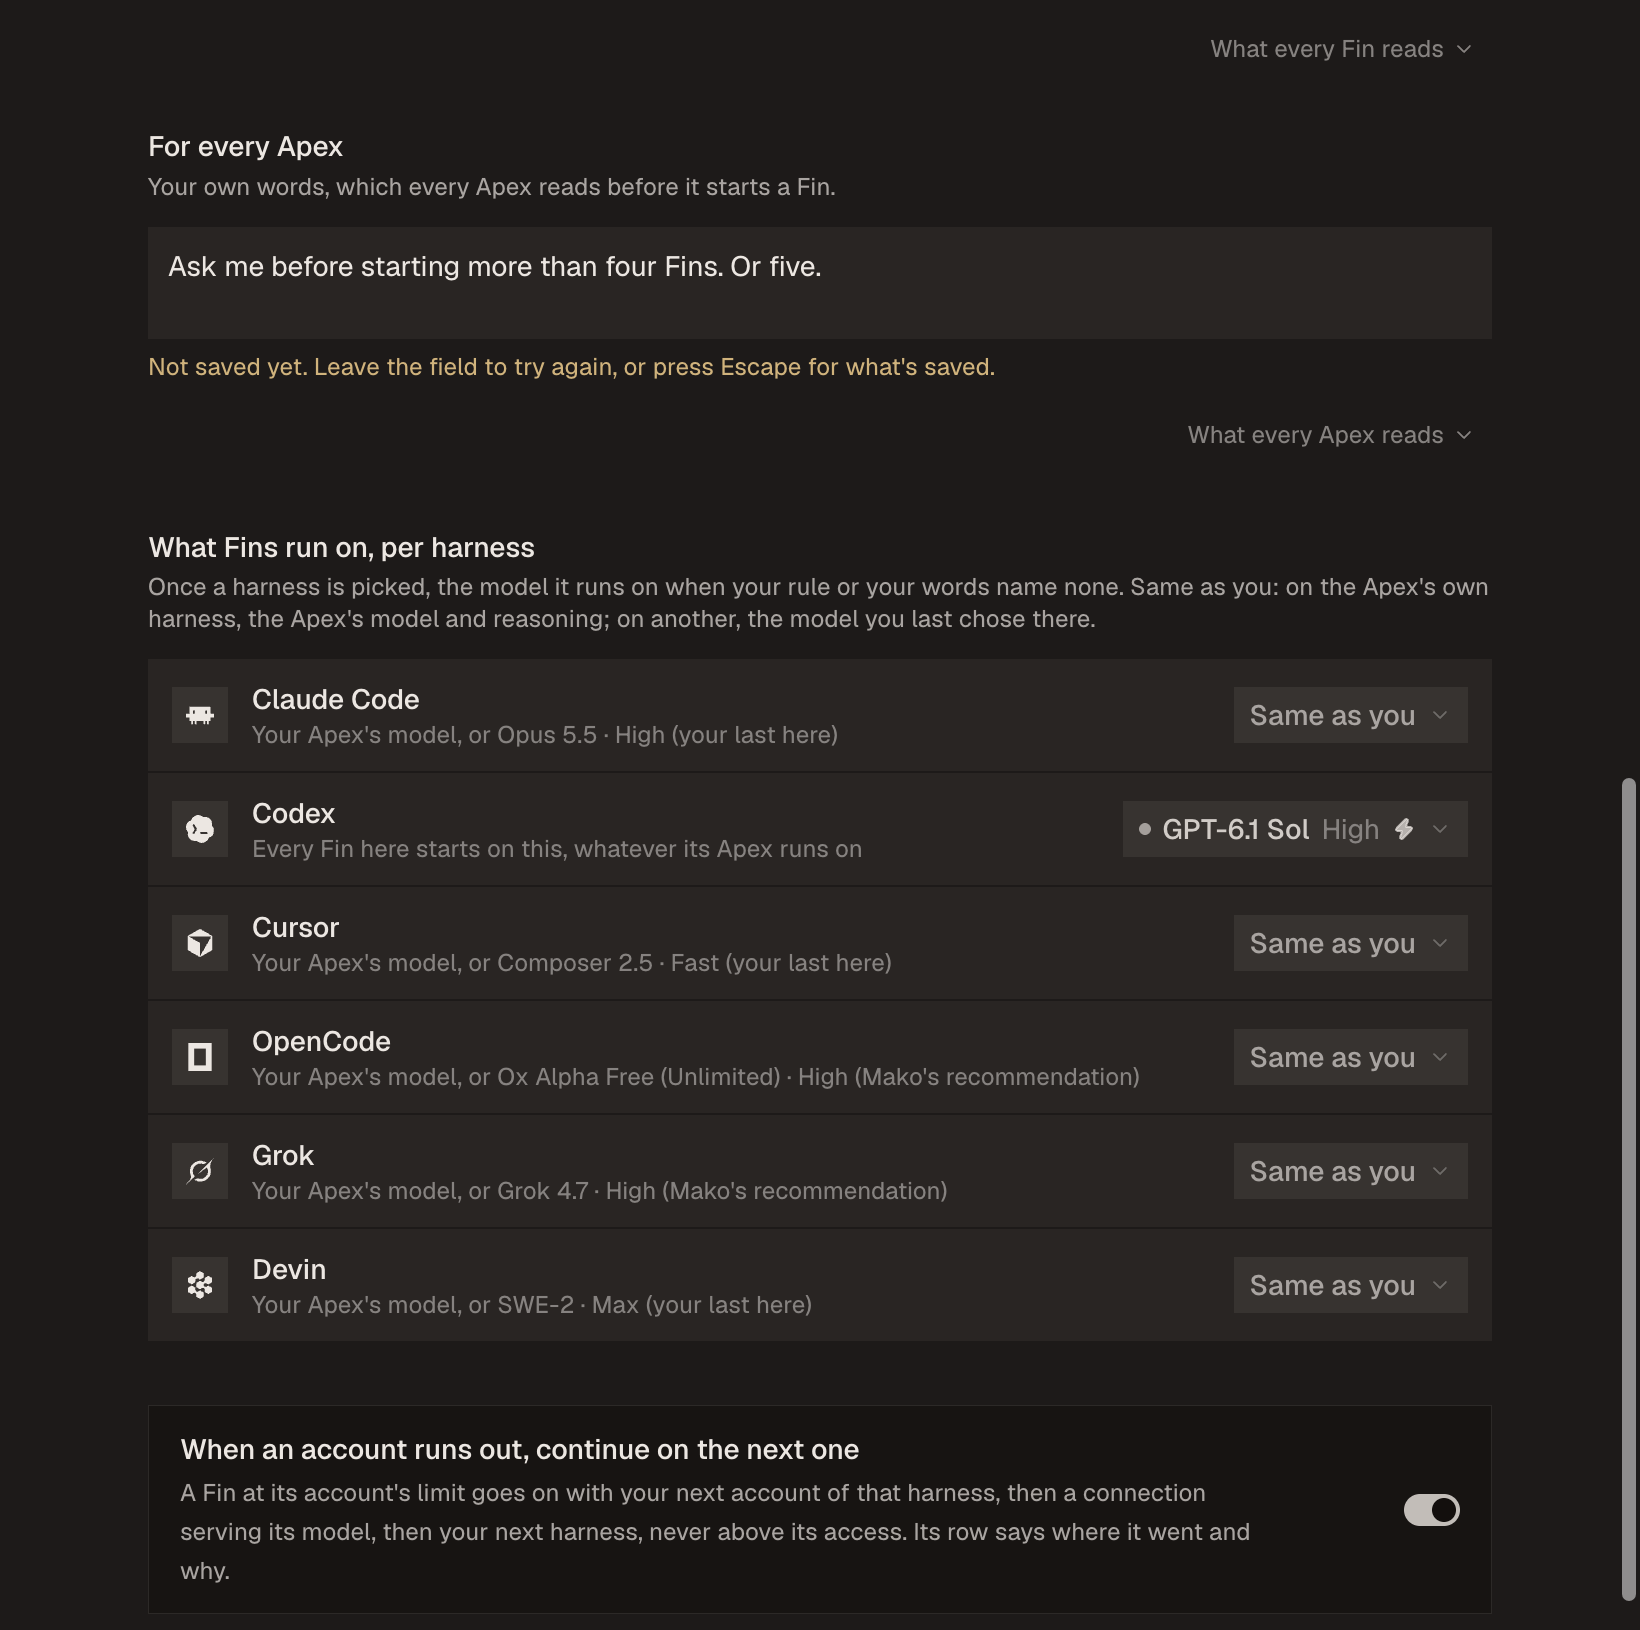 What every Fin reads
For every Apex
Your own words, which every Apex reads before it starts a Fin.
Ask me before starting more than four Fins. Or five.
Not saved yet. Leave the field to try again, or press Escape for what's saved.
What every Apex reads
What Fins run on, per harness
Once a harness is picked, the model it runs on when your rule or your words name none. Same as you: on the Apex's own
harness, the Apex's model and reasoning; on another, the model you last chose there.
Claude Code
Your Apex's model, or Opus 5.5 · High (your last here)
Same as you
Codex
Every Fin here starts on this, whatever its Apex runs on
GPT-6.1 Sol High
Cursor
Your Apex's model, or Composer 2.5 · Fast (your last here)
Same as you
OpenCode
Your Apex's model, or Ox Alpha Free (Unlimited) · High (Mako's recommendation)
Same as you
Grok
Your Apex's model, or Grok 4.7 · High (Mako's recommendation)
Same as you
Devin
Your Apex's model, or SWE-2 · Max (your last here)
Same as you
When an account runs out, continue on the next one
A Fin at its account's limit goes on with your next account of that harness, then a connection
serving its model, then your next harness, never above its access. Its row says where it went and
why.